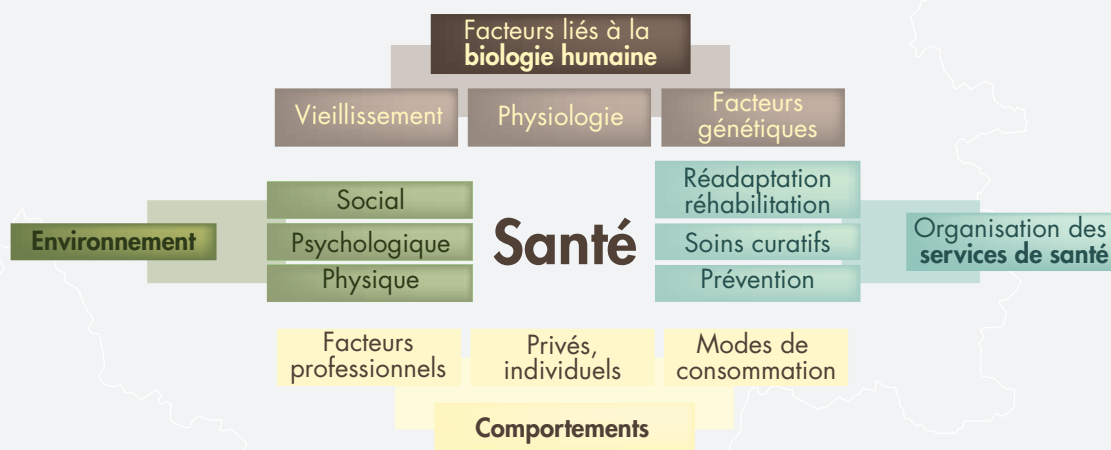 Facteurs liés à la
biologie humaine
Vieillissement
Physiologie
Facteurs
génétiques
Environnement
Social
Psychologique
Physique
Santé
Réadaptation
réhabilitation
Soins curatifs
Prévention
Organisation des
services de santé
Facteurs
professionnels
Privés,
individuels
Modes de
consommation
Comportements